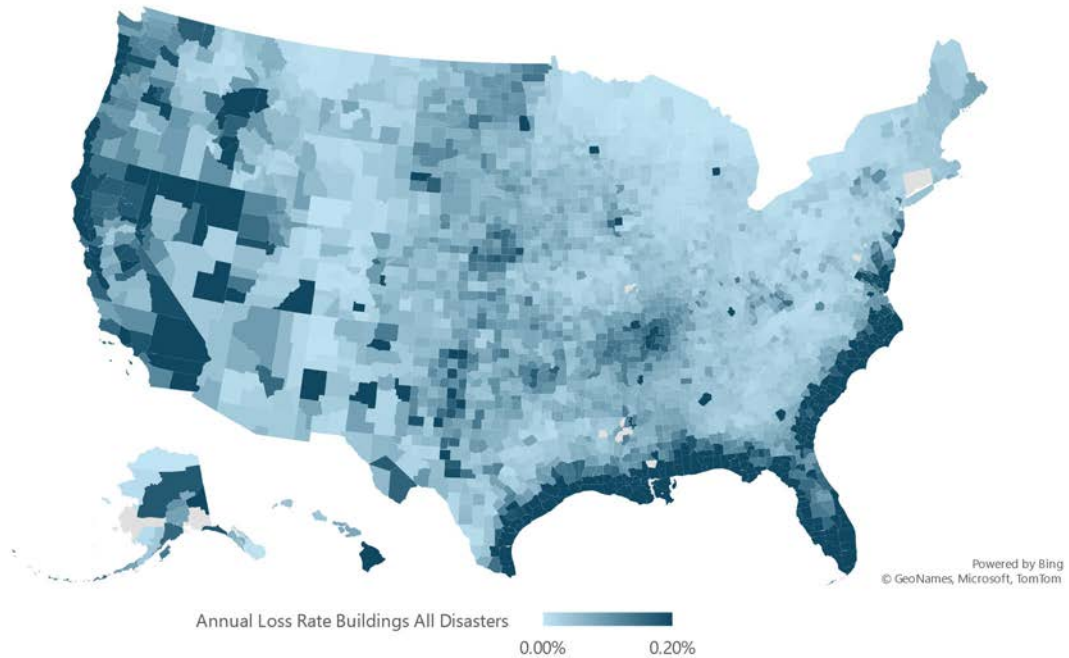 Powered by Bing
© GeoNames, Microsoft, TomTom
Annual Loss Rate Buildings All Disasters
0.00%
0.20%